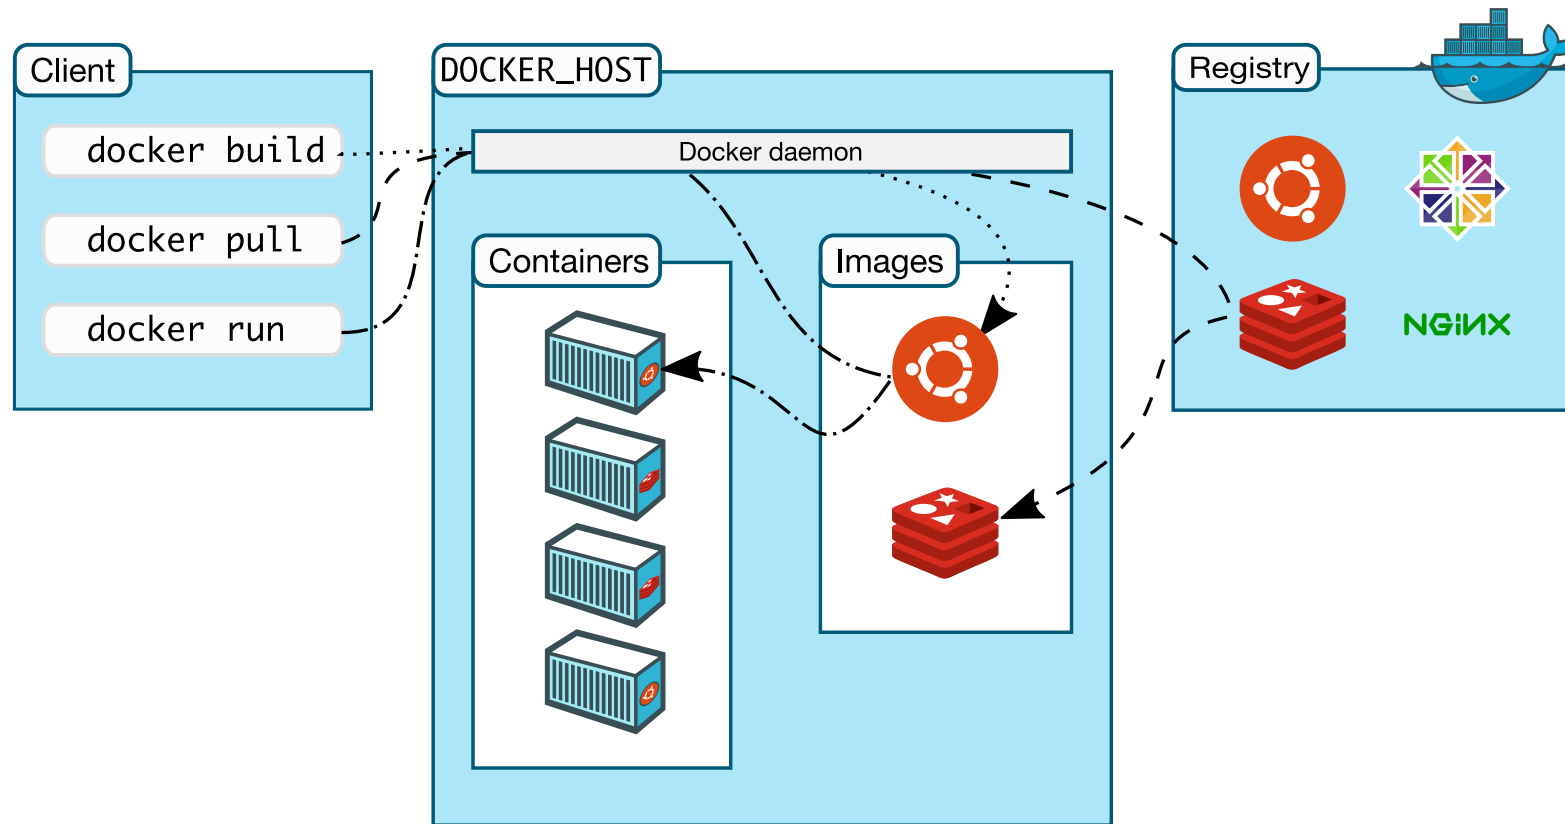 Client
docker build
docker pull
docker run
DOCKER_HOST
Docker daemon
Containers
Images
Registry
NGiNX